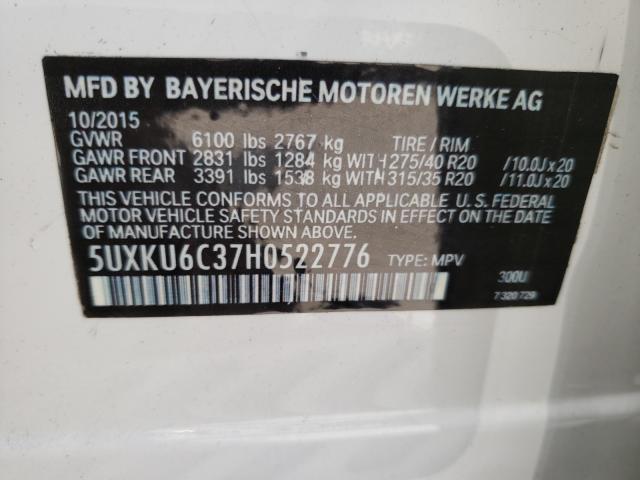 MFD BY BAYERISCHE MOTOREN WERKE AG
10/2015
GVWR 6100 lbs 2767 kg TIRE / RIM
GAWR FRONT 2831 lbs 1284 kg WITH 275/40 R20 /10.0J x 20
GAWR REAR 3391 lbs 1538 kg WITH 315/35 R20 /11.0J x 20
THIS VEHICLE CONFORMS TO ALL APPLICABLE U. S. FEDERAL
MOTOR VEHICLE SAFETY STANDARDS IN EFFECT ON THE DATE
OF MANUFACTURE SHOWN ABOVE.
5UXKU6C37H0522776 TYPE: MPV
300U
7 320 729